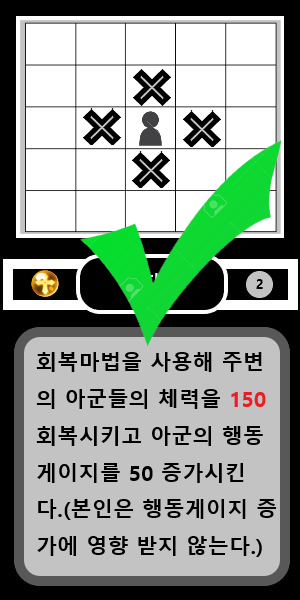 2
회복마법을 사용해 주변
의 아군들의 체력을 150
회복시키고 아군의 행동
게이지를 50 증가시킨
다.(본인은 행동게이지 증
가에 영향 받지 않는다.)